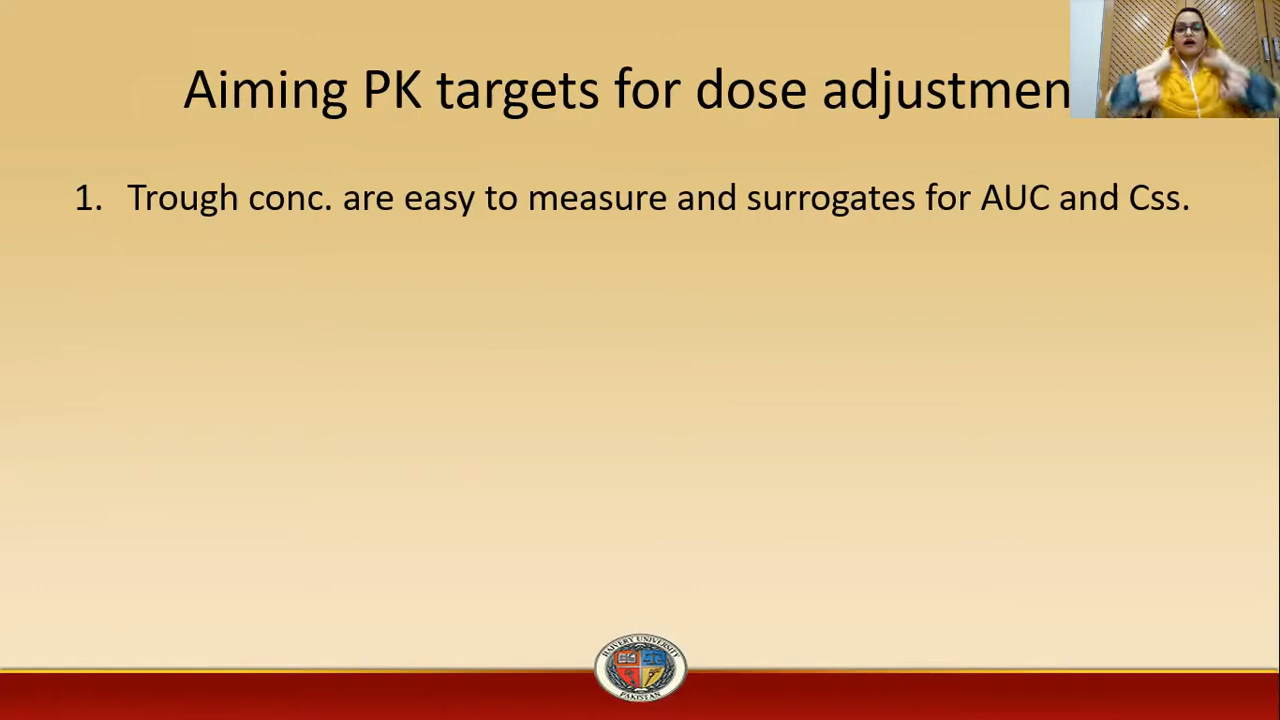 Aiming PK targets for dose adjustmen
1. Trough conc. are easy to measure and surrogates for AUC and Css.
PAKISTAN